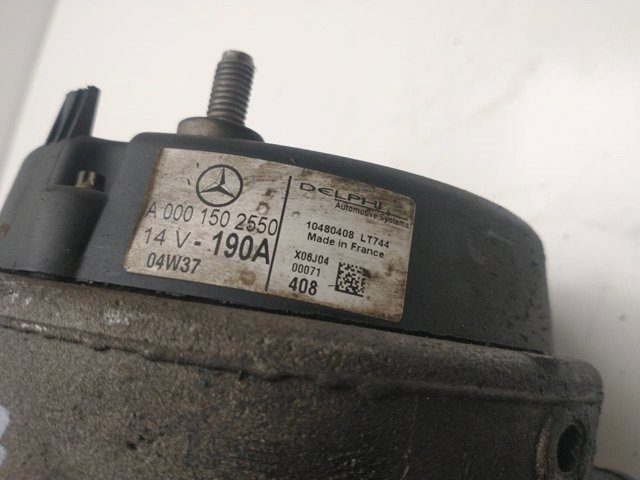 A 000 150 2550
14 V - 190A
04W37
DELPHI
Automotive Systems
10480408 LT744
Made in France
X06J04
00071
408